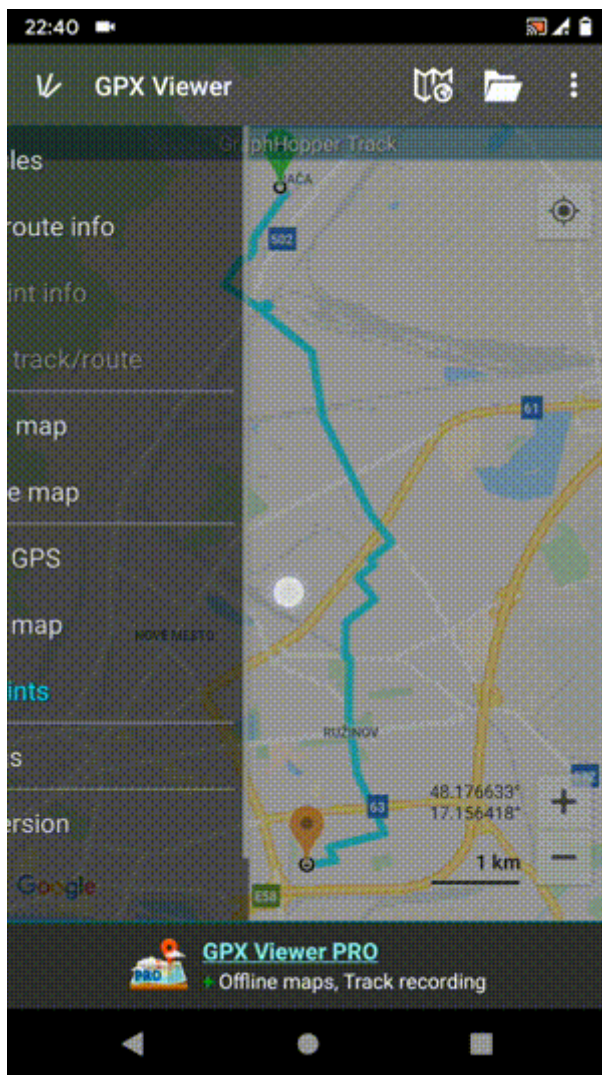 22:40
GPX Viewer
GraphHopper Track
les
AČA
route info
502
int info
track/route
61
map
e map
GPS
map
NOVÉ MESTO
ints
RUŽINOV
s
48.176633°
17.156418°
63
ersion
1 km
Google
E58
GPX Viewer PRO
PRO
+ Offline maps, Track recording